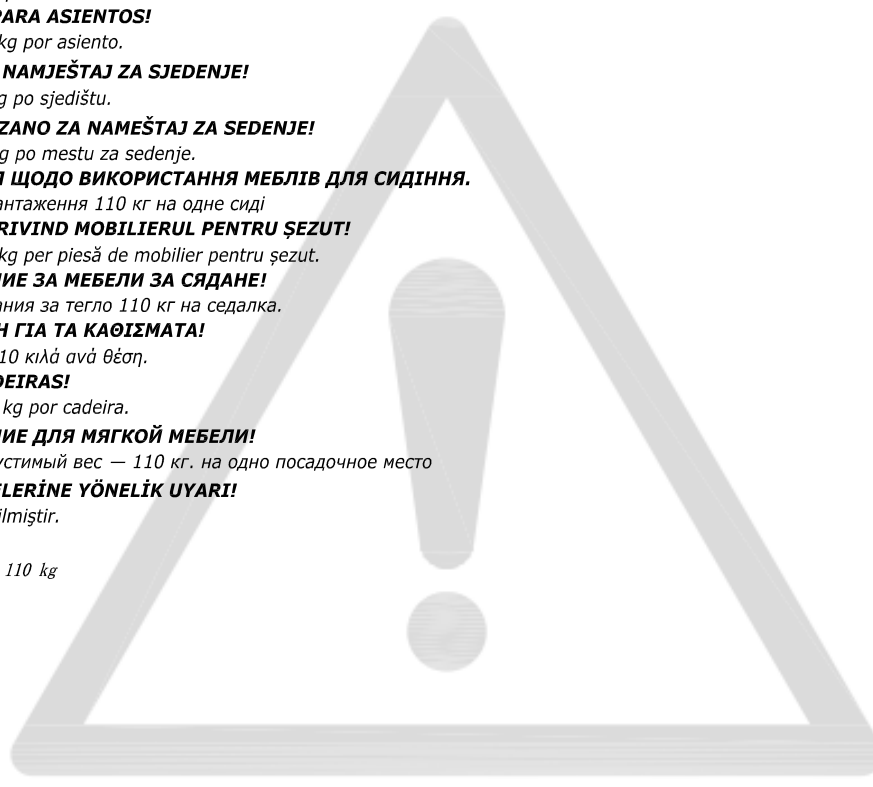 PARA ASIENTOS!
kg por asiento.
NAMJEŠTAJ ZA SJEDENJE!
g po sjedištu.
ZANO ZA NAMEŠTAJ ZA SEDENJE!
g po mestu za sedenje.
Я ЩОДО ВИКОРИСТАННЯ МЕБЛІВ ДЛЯ СИДІННЯ.
антаження 110 кг на одне сиді
RIVIND MOBILIERUL PENTRU ȘEZUT!
kg per piesă de mobilier pentru șezut.
ИЕ ЗА МЕБЕЛИ ЗА СЯДАНЕ!
ания за тегло 110 кг на седалка.
Η ΓΙΑ ΤΑ ΚΑΘΙΣΜΑΤΑ!
10 κιλά ανά θέση.
DEIRAS!
kg por cadeira.
ИЕ ДЛЯ МЯГКОЙ МЕБЕЛИ!
устимый вес — 110 кг. на одно посадочное место
LERİNE YÖNELİK UYARI!
ilmiştir.
110 kg